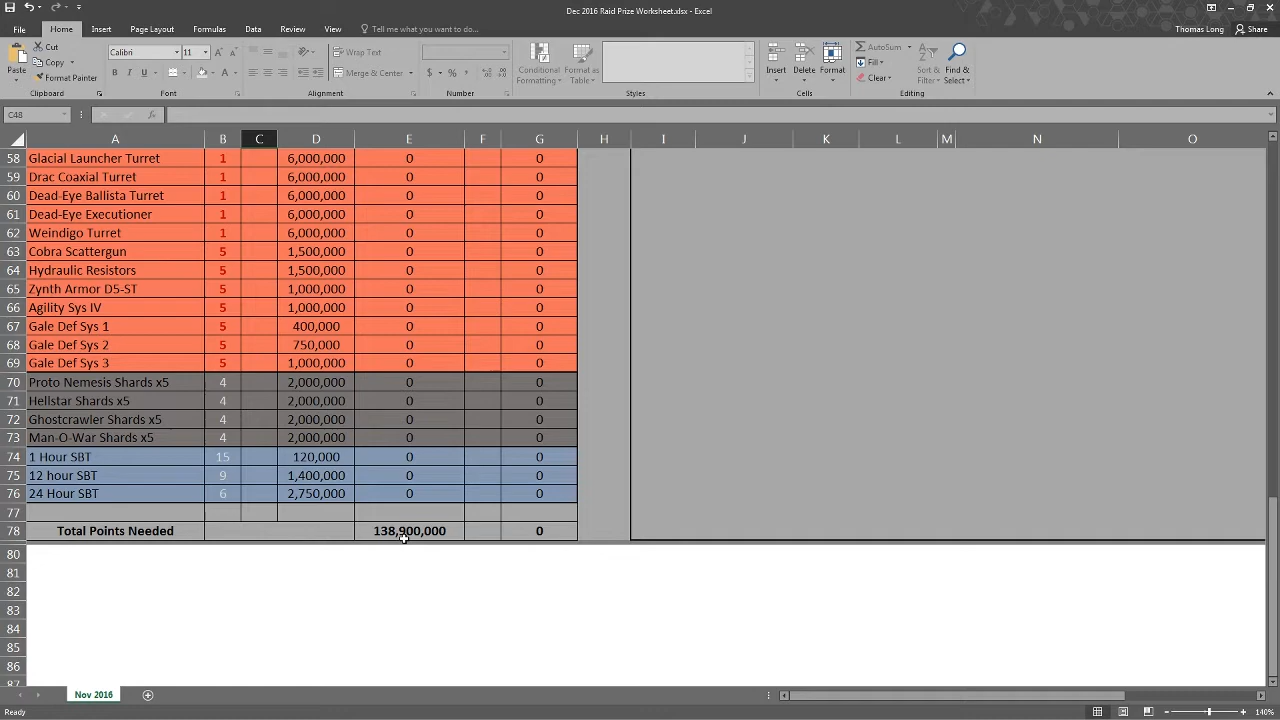 Dec 2016 Raid Prize Worksheet.xlsx - Excel
File Home Insert Page Layout Formulas Data Review View Tell me what you want to do... Thomas Long Share
Cut Calibri 11 A A Wrap Text AutoSum
Copy Fill
Paste Format Painter B I U A Merge & Center $ % , Conditional Formatting Format as Table Insert Delete Format Clear Sort & Filter Find & Select
Clipboard Font Alignment Number Styles Cells Editing
C48 fx
A B C D E F G H I J K L M N O
58 Glacial Launcher Turret 1 6,000,000 0 0
59 Drac Coaxial Turret 1 6,000,000 0 0
60 Dead-Eye Ballista Turret 1 6,000,000 0 0
61 Dead-Eye Executioner 1 6,000,000 0 0
62 Weindigo Turret 1 6,000,000 0 0
63 Cobra Scattergun 5 1,500,000 0 0
64 Hydraulic Resistors 5 1,500,000 0 0
65 Zynth Armor D5-ST 5 1,000,000 0 0
66 Agility Sys IV 5 1,000,000 0 0
67 Gale Def Sys 1 5 400,000 0 0
68 Gale Def Sys 2 5 750,000 0 0
69 Gale Def Sys 3 5 1,000,000 0 0
70 Proto Nemesis Shards x5 4 2,000,000 0 0
71 Hellstar Shards x5 4 2,000,000 0 0
72 Ghostcrawler Shards x5 4 2,000,000 0 0
73 Man-O-War Shards x5 4 2,000,000 0 0
74 1 Hour SBT 15 120,000 0 0
75 12 hour SBT 9 1,400,000 0 0
76 24 Hour SBT 6 2,750,000 0 0
77
78 Total Points Needed 138,900,000 0
80
81
82
83
84
85
86
87
Nov 2016
Ready 140%